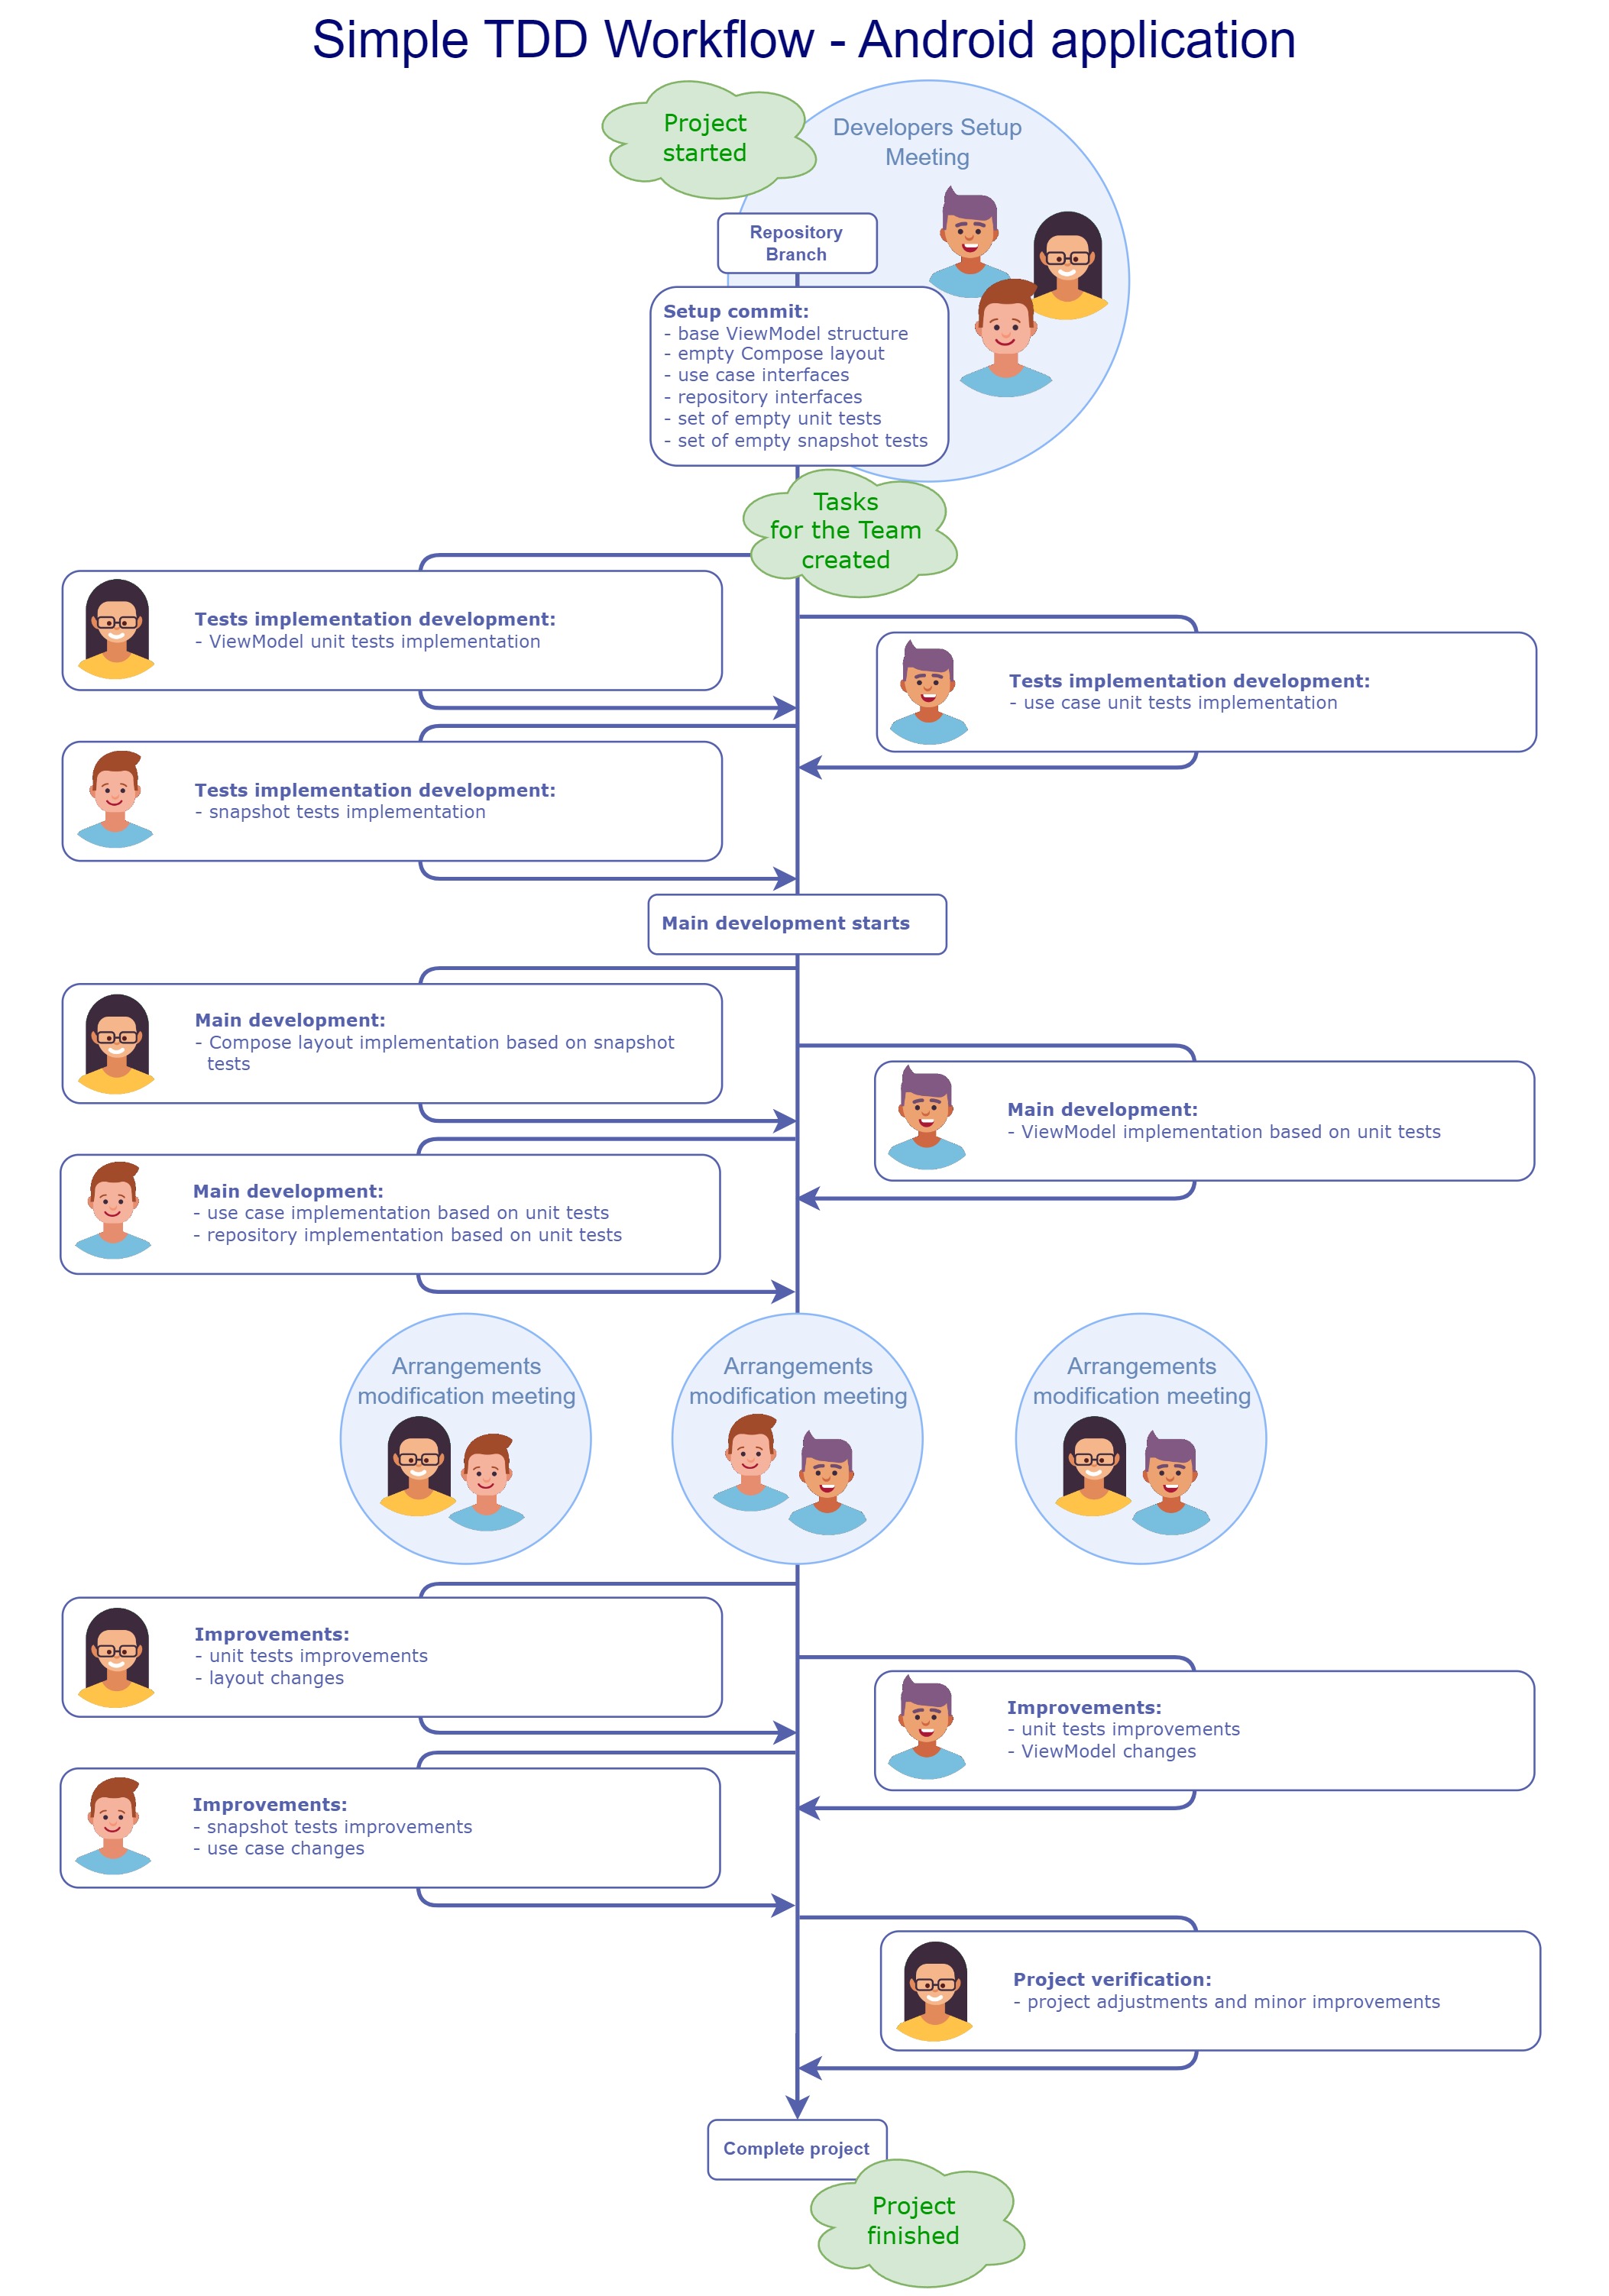 Simple TDD Workflow - Android application
Project
started
Developers Setup
Meeting
Repository
Branch
Setup commit:
- base ViewModel structure
- empty Compose layout
- use case interfaces
- repository interfaces
- set of empty unit tests
- set of empty snapshot tests
Tasks
for the Team
created
Tests implementation development:
- ViewModel unit tests implementation
Tests implementation development:
- use case unit tests implementation
Tests implementation development:
- snapshot tests implementation
Main development starts
Main development:
- Compose layout implementation based on snapshot
tests
Main development:
- ViewModel implementation based on unit tests
Main development:
- use case implementation based on unit tests
- repository implementation based on unit tests
Arrangements
modification meeting
Arrangements
modification meeting
Arrangements
modification meeting
Improvements:
- unit tests improvements
- layout changes
Improvements:
- unit tests improvements
- ViewModel changes
Improvements:
- snapshot tests improvements
- use case changes
Project verification:
- project adjustments and minor improvements
Complete project
Project
finished